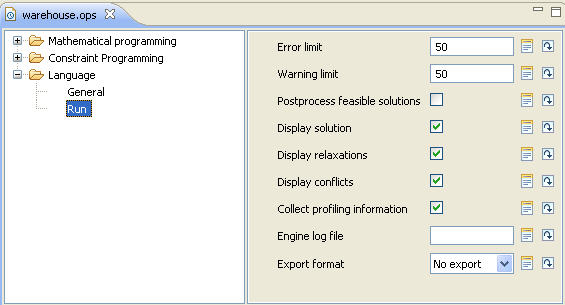 warehouse.ops
Mathematical programming
Constraint Programming
Language
General
Run
Error limit 50
Warning limit 50
Postprocess feasible solutions
Display solution
Display relaxations
Display conflicts
Collect profiling information
Engine log file
Export format No export